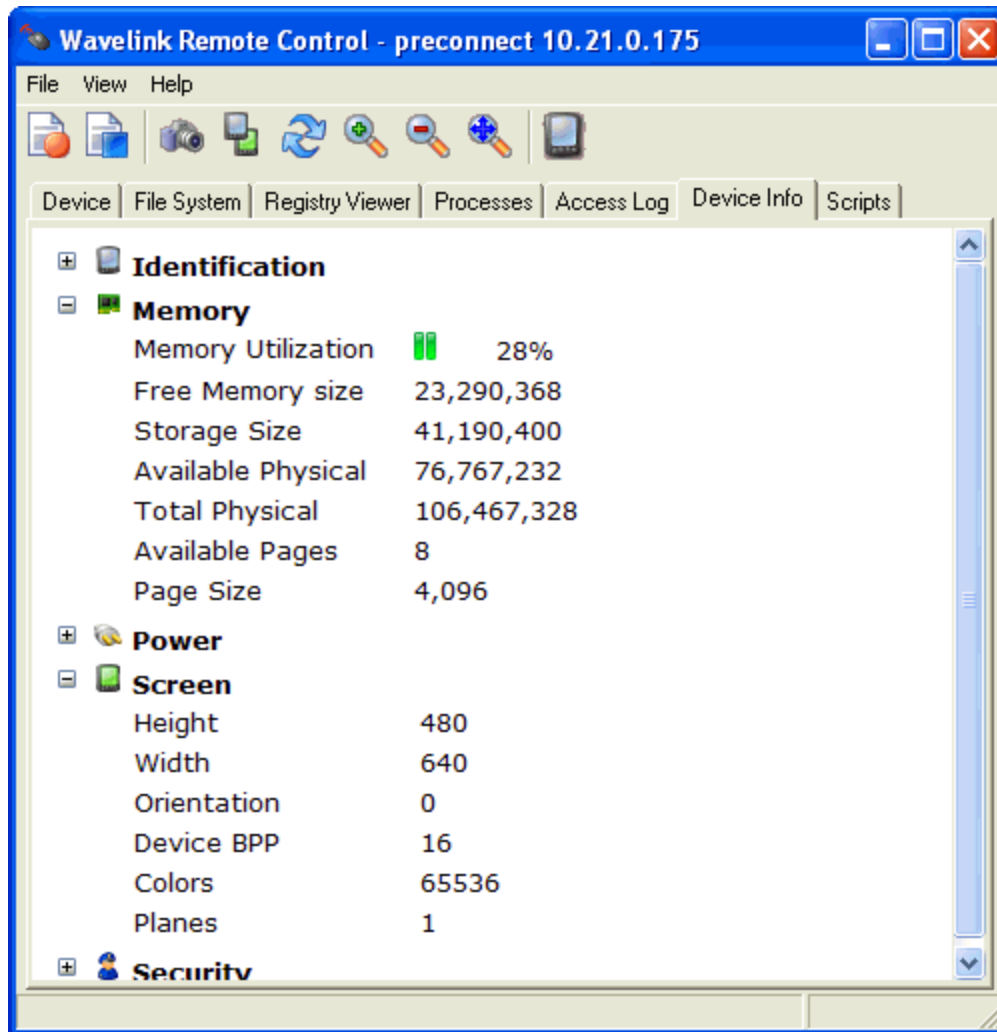 Wavelink Remote Control - preconnect 10.21.0.175
File View Help
Device File System Registry Viewer Processes Access Log Device Info Scripts
Identification
Memory
Memory Utilization 28%
Free Memory size 23,290,368
Storage Size 41,190,400
Available Physical 76,767,232
Total Physical 106,467,328
Available Pages 8
Page Size 4,096
Power
Screen
Height 480
Width 640
Orientation 0
Device BPP 16
Colors 65536
Planes 1
Security